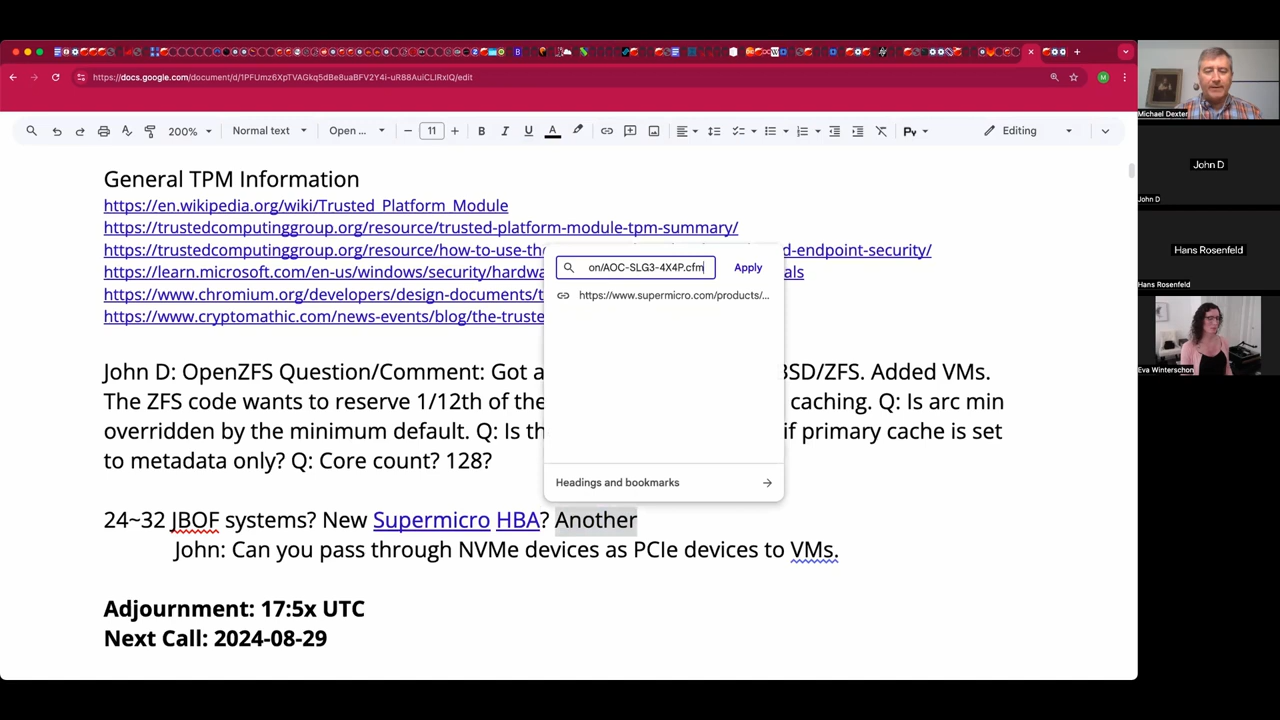 https://docs.google.com/document/d/1PFUmz6XpTVAGkq5dBe8uaBFV2Y4i-uR88AuiCLIRxIQ/edit
M
200%
Normal text
Open ...
11
Editing
General TPM Information
https://en.wikipedia.org/wiki/Trusted_Platform_Module
https://trustedcomputinggroup.org/resource/trusted-platform-module-tpm-summary/
https://trustedcomputinggroup.org/resource/how-to-use-the d-endpoint-security/
https://learn.microsoft.com/en-us/windows/security/hardwa als
https://www.chromium.org/developers/design-documents/t
https://www.cryptomathic.com/news-events/blog/the-truste
on/AOC-SLG3-4X4P.cfm
Apply
https://www.supermicro.com/products/...
Headings and bookmarks
John D: OpenZFS Question/Comment: Got a BSD/ZFS. Added VMs.
The ZFS code wants to reserve 1/12th of the caching. Q: Is arc min
overridden by the minimum default. Q: Is th if primary cache is set
to metadata only? Q: Core count? 128?
24~32 JBOF systems? New Supermicro HBA? Another
John: Can you pass through NVMe devices as PCIe devices to VMs.
Adjournment: 17:5x UTC
Next Call: 2024-08-29
Michael Dexter
John D
John D
Hans Rosenfeld
Hans Rosenfeld
Eva Winterschon